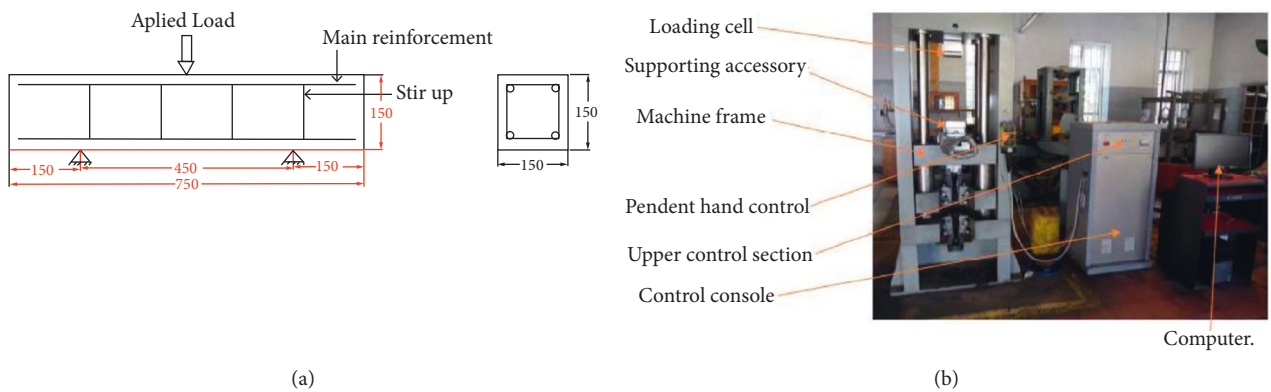 Aplied Load
Main reinforcement
Stir up
150
150
450
150
750
150
150
(a)
Loading cell
Supporting accessory
Machine frame
Pendent hand control
Upper control section
Control console
Computer.
(b)